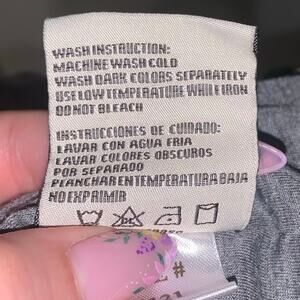 WASH INSTRUCTION:
MACHINE WASH COLD
WASH DARK COLORS SEPARATELY
USE LOW TEMPERATURE WHILE IRON
DO NOT BLEACH
INSTRUCCIONES DE CUIDADO:
LAVAR CON AGUA FRIA
LAVAR COLORES OBSCUROS
POR SEPARADO
PLANCHAR EN TEMPERATURA BAJA
NO EXPRIMIB
#